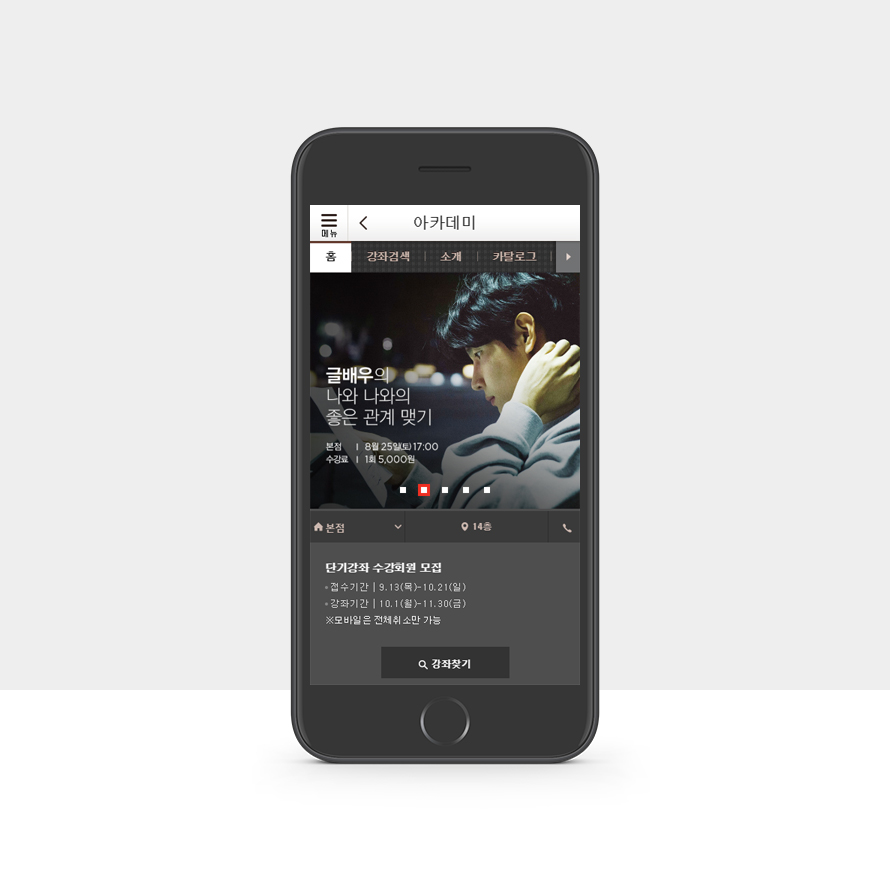 메뉴
아카데미
홈 강좌검색 소개 카탈로그
글배우의
나와 나와의
좋은 관계 맺기
본점 | 8월 25일(토) 17:00
수강료 | 1회 5,000원
본점 14층
단기강좌 수강회원 모집
접수기간 | 9.13(목)-10.21(일)
강좌기간 | 10.1(월)-11.30(금)
※모바일은 전체취소만 가능
강좌찾기